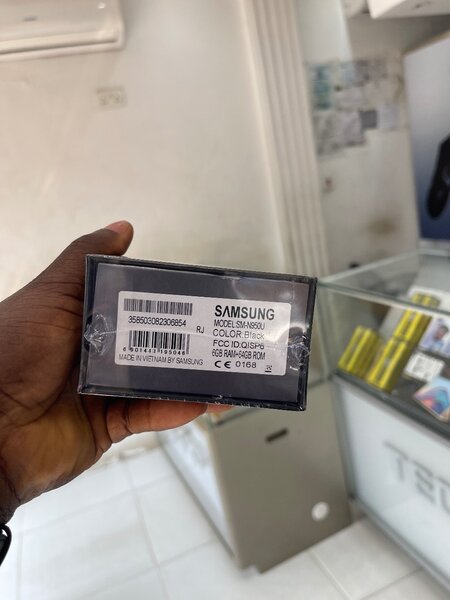 SAMSUNG
MODEL:SM-N950U
COLOR:Black
FCC ID:QISP6
6GB RAM+64GB ROM
CE 0168
358503082306854
RJ
MADE IN VIETNAM BY SAMSUNG